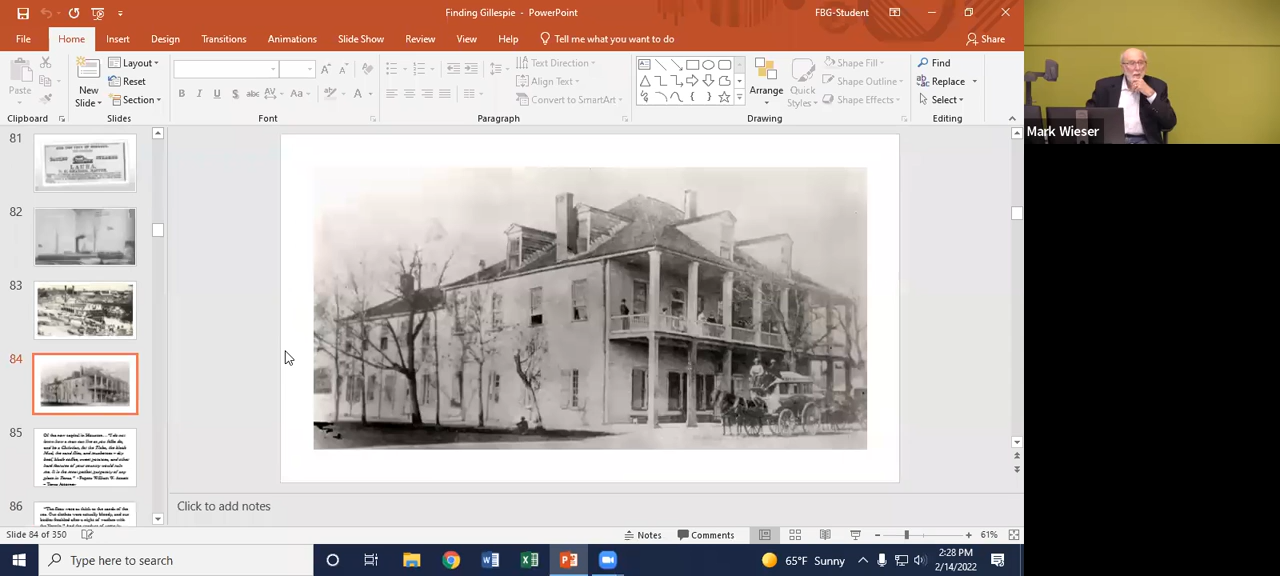 Finding Gillespie - PowerPoint
FBG-Student
File
Home
Insert
Design
Transitions
Animations
Slide Show
Review
View
Help
Tell me what you want to do
Share
Paste
New
Slide
Layout
Reset
Section
B I U S abc AV Aa A
Text Direction
Align Text
Convert to SmartArt
Arrange
Quick
Styles
Shape Fill
Shape Outline
Shape Effects
Find
Replace
Select
Clipboard
Slides
Font
Paragraph
Drawing
Editing
Mark Wieser
81
LAURA
82
83
84
85
86
Click to add notes
Slide 84 of 350
Notes
Comments
61%
Type here to search
65°F Sunny
2:28 PM
2/14/2022